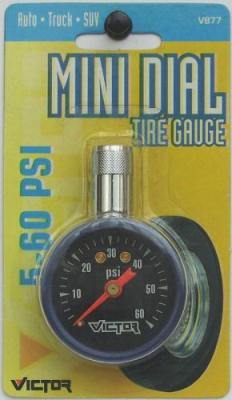 Auto • Truck • SUV
V877
MINI DIAL
TIRE GAUGE
5-60 PSI
30
20
40
psi
10
50
60
VICTOR
VICTOR